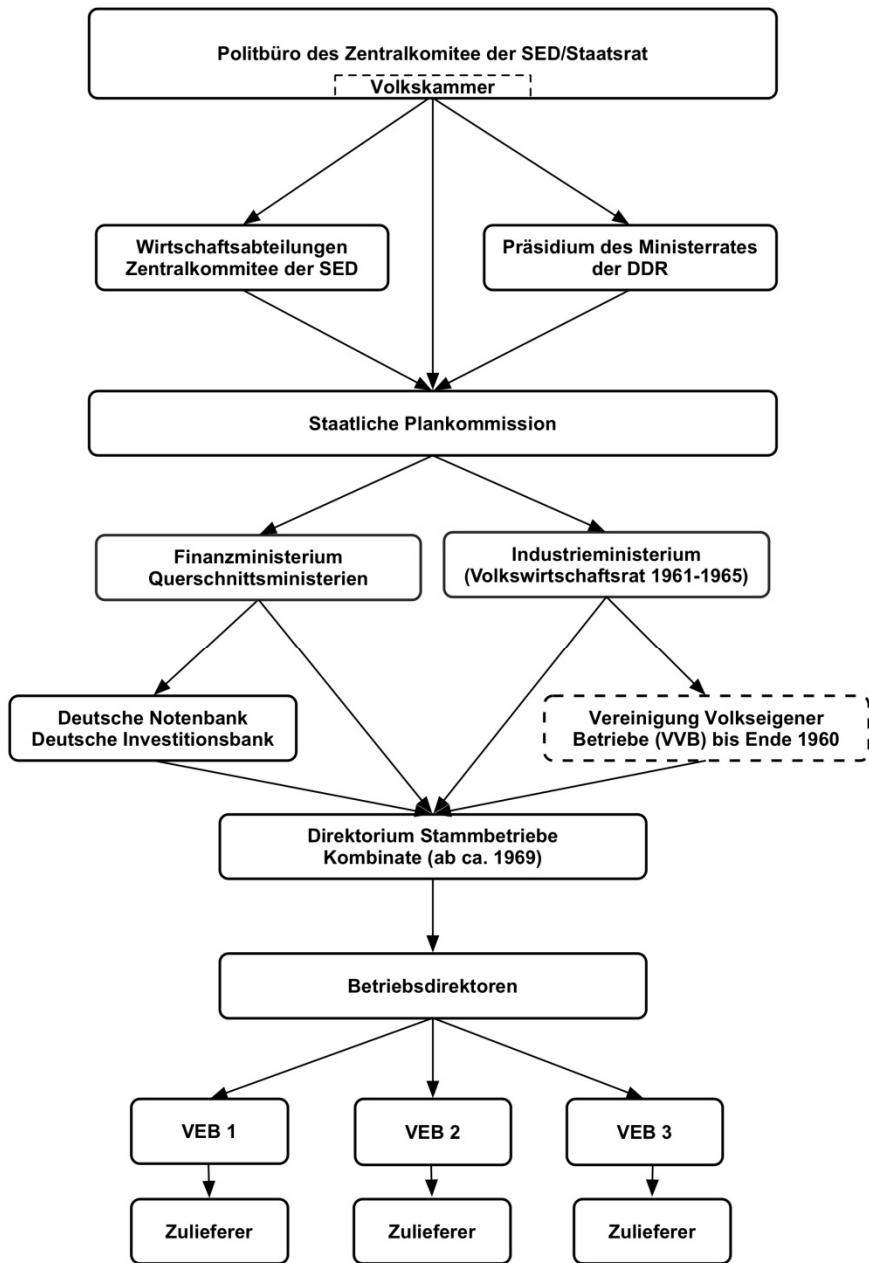 Politbüro des Zentralkomitee der SED/Staatsrat
Volkskammer
Wirtschaftsabteilungen
Zentralkommitee der SED
Präsidium des Ministerrates
der DDR
Staatliche Plankommission
Finanzministerium
Querschnittsministerien
Industrieministerium
(Volkswirtschaftsrat 1961-1965)
Deutsche Notenbank
Deutsche Investitionsbank
Vereinigung Volkseigener
Betriebe (VVB) bis Ende 1960
Direktorium Stammbetriebe
Kombinate (ab ca. 1969)
Betriebsdirektoren
VEB 1
VEB 2
VEB 3
Zulieferer
Zulieferer
Zulieferer